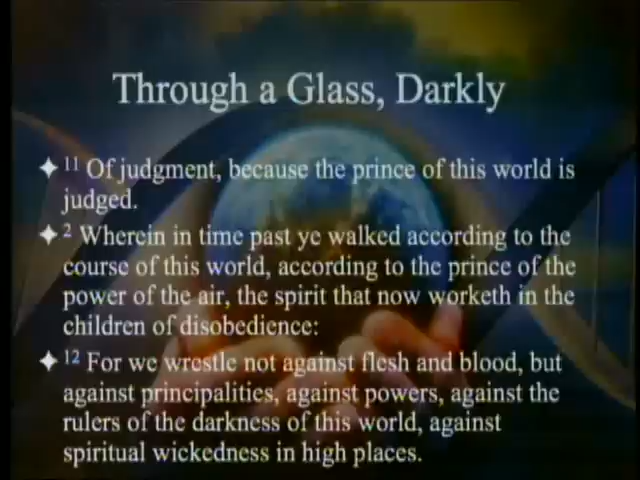 Through a Glass, Darkly
✦ 11 Of judgment, because the prince of this world is
judged.
✦ 2 Wherein in time past ye walked according to the
course of this world, according to the prince of the
power of the air, the spirit that now worketh in the
children of disobedience:
✦ 12 For we wrestle not against flesh and blood, but
against principalities, against powers, against the
rulers of the darkness of this world, against
spiritual wickedness in high places.